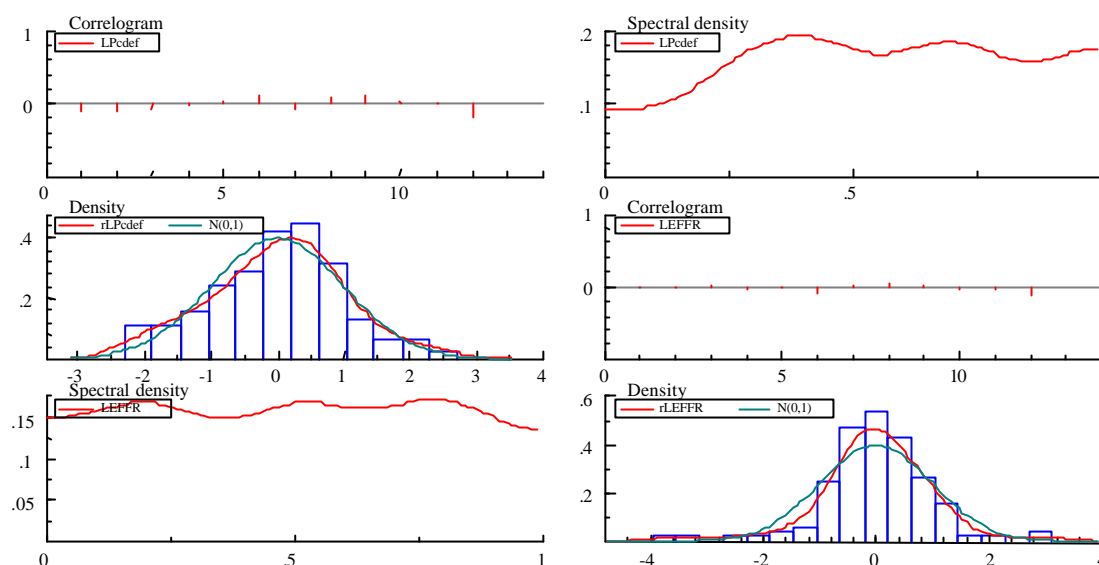 Correlogram
1
LPcdef
0
0
5
10
Spectral density
.2
LPcdef
.1
0
.5
Density
rLPcdef N(0,1)
.4
.2
-3 -2 -1 0 1 2 3 4
Correlogram
1
LEFFR
0
0
5
10
Spectral density
LEFFR
.15
.1
.05
0
.5
1
Density
.6
rLEFFR N(0,1)
.4
.2
-4 -2 0 2 4